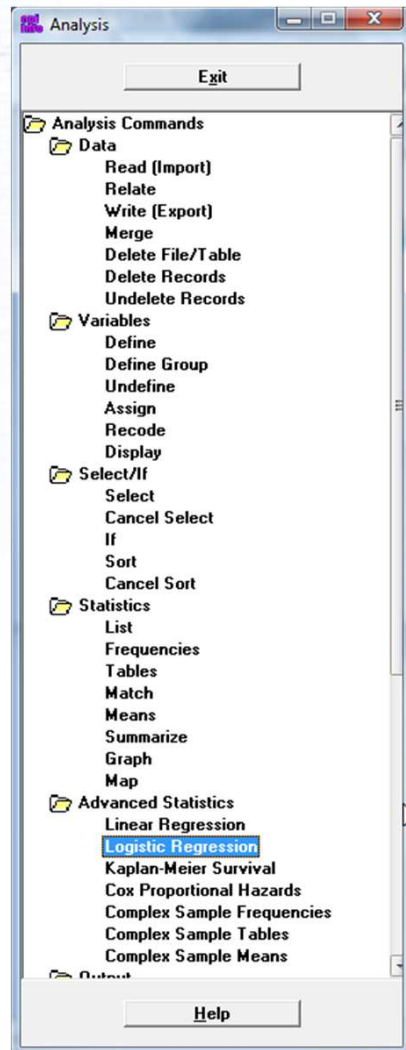 epi info Analysis
Exit
Analysis Commands
Data
Read (Import)
Relate
Write (Export)
Merge
Delete File/Table
Delete Records
Undelete Records
Variables
Define
Define Group
Undefine
Assign
Recode
Display
Select/If
Select
Cancel Select
If
Sort
Cancel Sort
Statistics
List
Frequencies
Tables
Match
Means
Summarize
Graph
Map
Advanced Statistics
Linear Regression
Logistic Regression
Kaplan-Meier Survival
Cox Proportional Hazards
Complex Sample Frequencies
Complex Sample Tables
Complex Sample Means
Output
Help